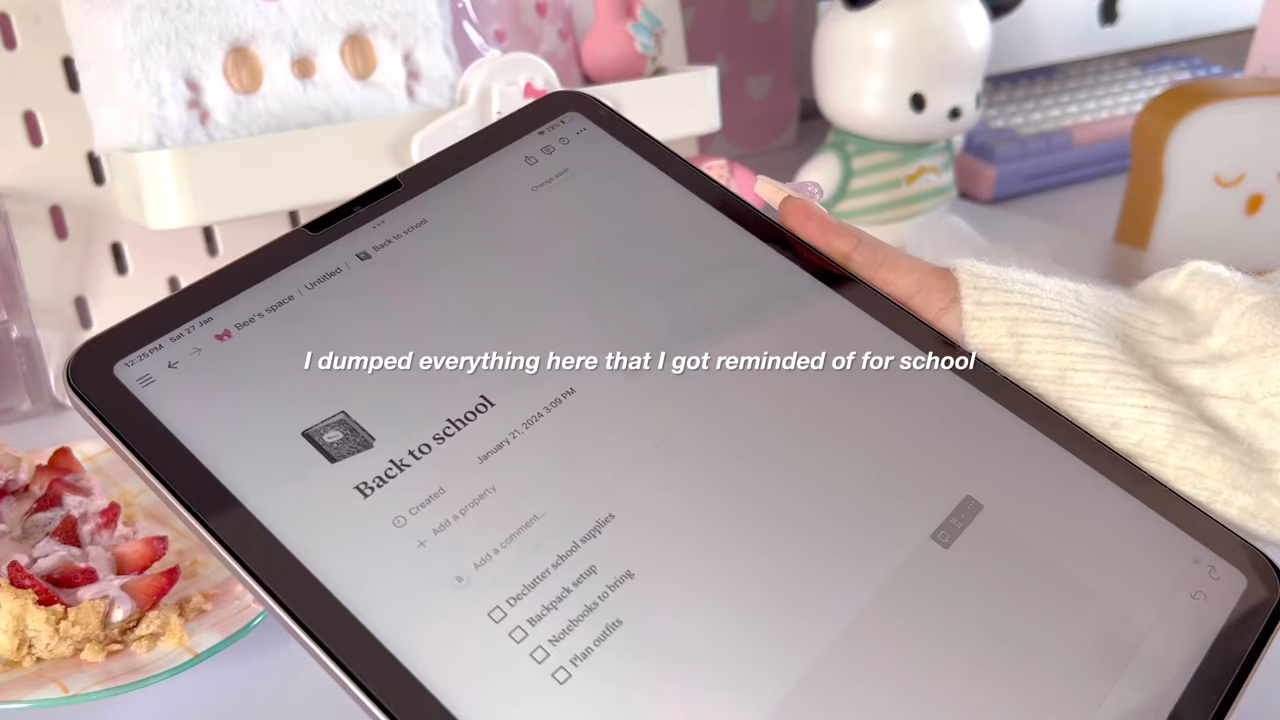 12:25 PM Sat 27 Jan
23%
Change cover
Bee's space / Untitled / Back to school
I dumped everything here that I got reminded of for school
Back to school
Created January 21, 2024 3:09 PM
+ Add a property
Add a comment...
Declutter school supplies
Backpack setup
Notebooks to bring
Plan outfits